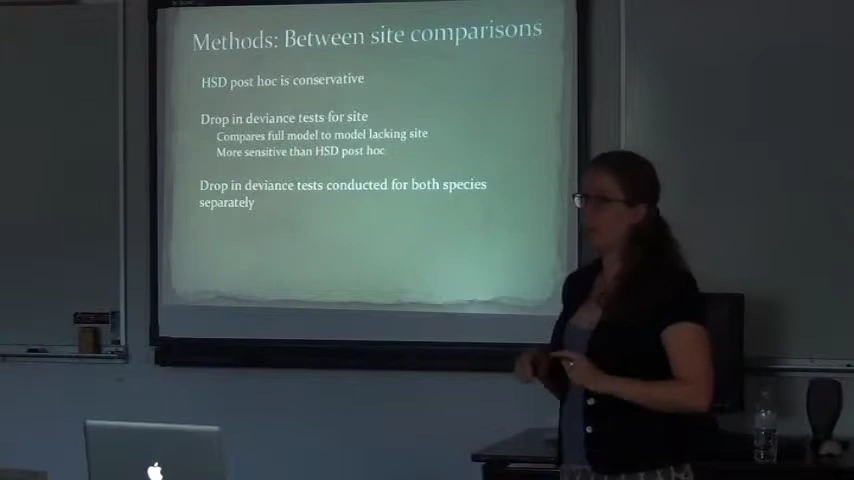 Methods: Between site comparisons
HSD post hoc is conservative
Drop in deviance tests for site
Compares full model to model lacking site
More sensitive than HSD post hoc
Drop in deviance tests conducted for both species
separately